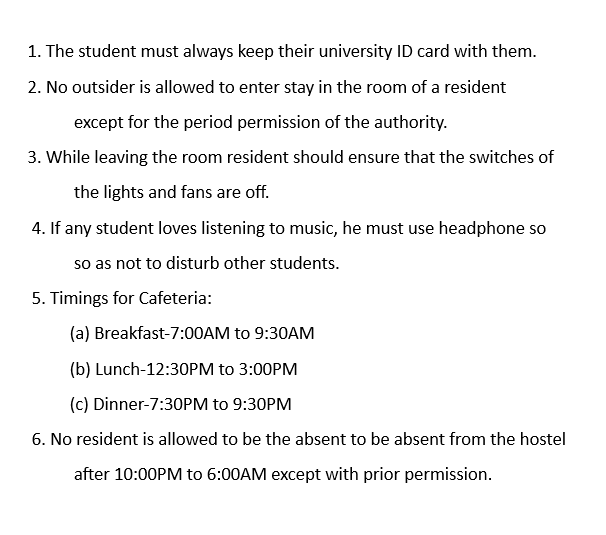 1. The student must always keep their university ID card with them.
2. No outsider is allowed to enter stay in the room of a resident
except for the period permission of the authority.
3. While leaving the room resident should ensure that the switches of
the lights and fans are off.
4. If any student loves listening to music, he must use headphone so
so as not to disturb other students.
5. Timings for Cafeteria:
(a) Breakfast-7:00AM to 9:30AM
(b) Lunch-12:30PM to 3:00PM
(c) Dinner-7:30PM to 9:30PM
6. No resident is allowed to be the absent to be absent from the hostel
after 10:00PM to 6:00AM except with prior permission.